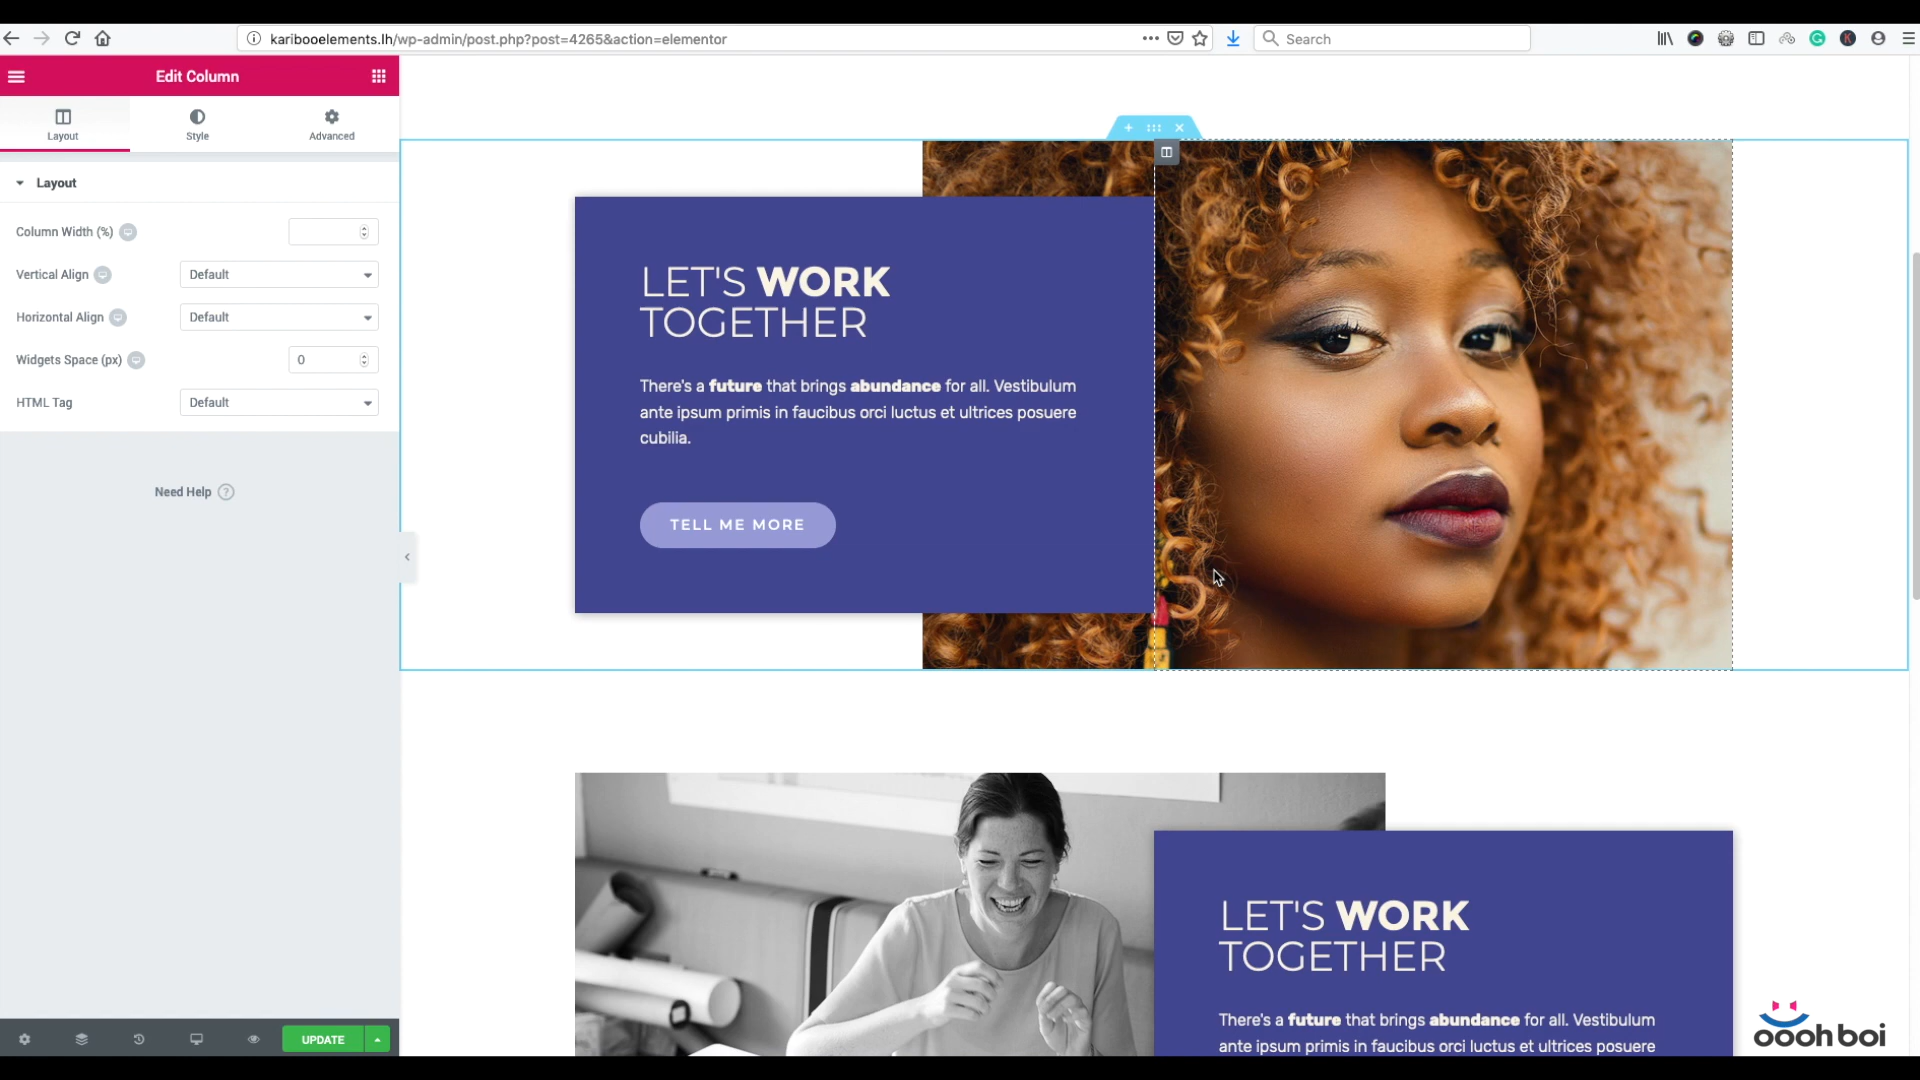 karibooelements.lh/wp-admin/post.php?post=4265&action=elementor
Search
Edit Column
Layout
Style
Advanced
Layout
Column Width (%)
Vertical Align
Default
Horizontal Align
Default
Widgets Space (px)
0
HTML Tag
Default
Need Help
UPDATE
LET'S WORK
TOGETHER
There's a future that brings abundance for all. Vestibulum
ante ipsum primis in faucibus orci luctus et ultrices posuere
cubilia.
TELL ME MORE
LET'S WORK
TOGETHER
There's a future that brings abundance for all. Vestibulum
ante ipsum primis in faucibus orci luctus et ultrices posuere
oooh boi